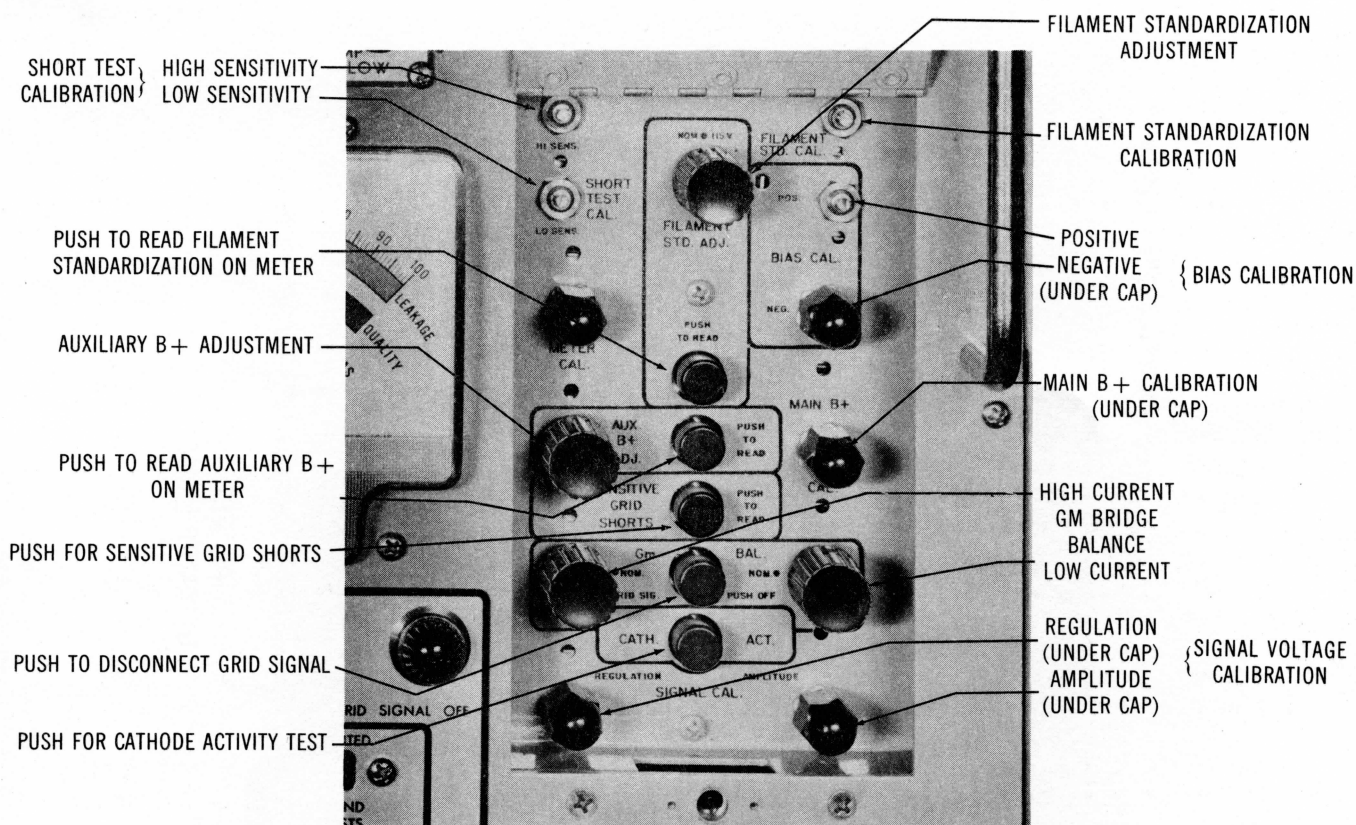 FILAMENT STANDARDIZATION
ADJUSTMENT
SHORT TEST
CALIBRATION
HIGH SENSITIVITY
LOW SENSITIVITY
FILAMENT STANDARDIZATION
CALIBRATION
PUSH TO READ FILAMENT
STANDARDIZATION ON METER
POSITIVE
NEGATIVE
(UNDER CAP)
BIAS CALIBRATION
AUXILIARY B+ ADJUSTMENT
MAIN B+ CALIBRATION
(UNDER CAP)
PUSH TO READ AUXILIARY B+
ON METER
HIGH CURRENT
GM BRIDGE
BALANCE
LOW CURRENT
PUSH FOR SENSITIVE GRID SHORTS
REGULATION
(UNDER CAP)
AMPLITUDE
(UNDER CAP)
SIGNAL VOLTAGE
CALIBRATION
PUSH TO DISCONNECT GRID SIGNAL
PUSH FOR CATHODE ACTIVITY TEST
LOW
HI SENS.
SHORT
TEST
CAL.
LO SENS.
FILAMENT
STD. CAL.
POS.
FILAMENT
STD. ADJ.
BIAS CAL.
NEG.
PUSH
TO READ
METER
CAL.
90
100
LEAKAGE
QUALITY
MAIN B+
CAL.
AUX
B+
ADJ.
PUSH
TO
READ
GRID
SHORTS
PUSH
TO
READ
Gm
BAL.
NOM.
NOM.
PUSH OFF
CATH.
ACT.
REGULATION
AMPLITUDE
SIGNAL CAL.
SIGNAL OFF